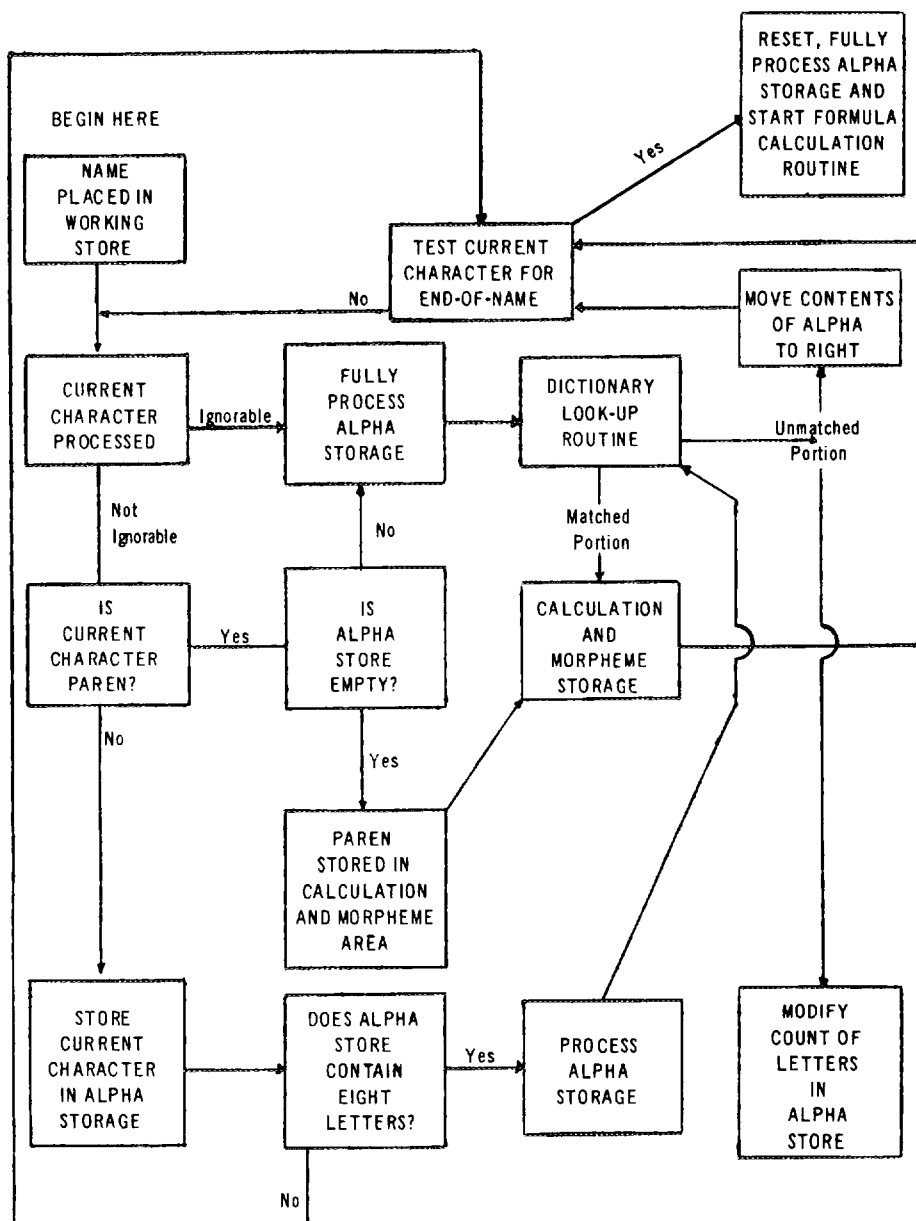 RESET, FULLY
PROCESS ALPHA
STORAGE AND
START FORMULA
CALCULATION
ROUTINE
BEGIN HERE
NAME
PLACED IN
WORKING
STORE
Yes
TEST CURRENT
CHARACTER FOR
END-OF-NAME
No
MOVE CONTENTS
OF ALPHA
TO RIGHT
CURRENT
CHARACTER
PROCESSED
Ignorable
FULLY
PROCESS
ALPHA
STORAGE
DICTIONARY
LOOK-UP
ROUTINE
Unmatched
Portion
Not
Ignorable
No
Matched
Portion
IS
CURRENT
CHARACTER
PAREN?
Yes
IS
ALPHA
STORE
EMPTY?
CALCULATION
AND
MORPHEME
STORAGE
No
Yes
PAREN
STORED IN
CALCULATION
AND MORPHEME
AREA
STORE
CURRENT
CHARACTER
IN ALPHA
STORAGE
DOES ALPHA
STORE
CONTAIN
EIGHT
LETTERS?
Yes
PROCESS
ALPHA
STORAGE
MODIFY
COUNT OF
LETTERS
IN
ALPHA
STORE
No